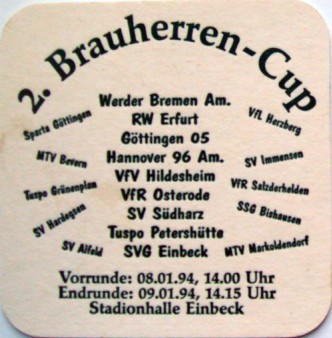 2. Brauherren-Cup
Werder Bremen Am.
RW Erfurt
Göttingen 05
Hannover 96 Am.
VfV Hildesheim
VfR Osterode
SV Südharz
Tuspo Petershütte
SVG Einbeck
Sparta Göttingen
MTV Bevern
Tuspo Grünenplan
SV Hardegsen
SV Alfeld
VfL Herzberg
SV Immensen
VfR Salzderhelden
SSG Bishausen
MTV Markoldendorf
Vorrunde: 08.01.94, 14.00 Uhr
Endrunde: 09.01.94, 14.15 Uhr
Stadionhalle Einbeck